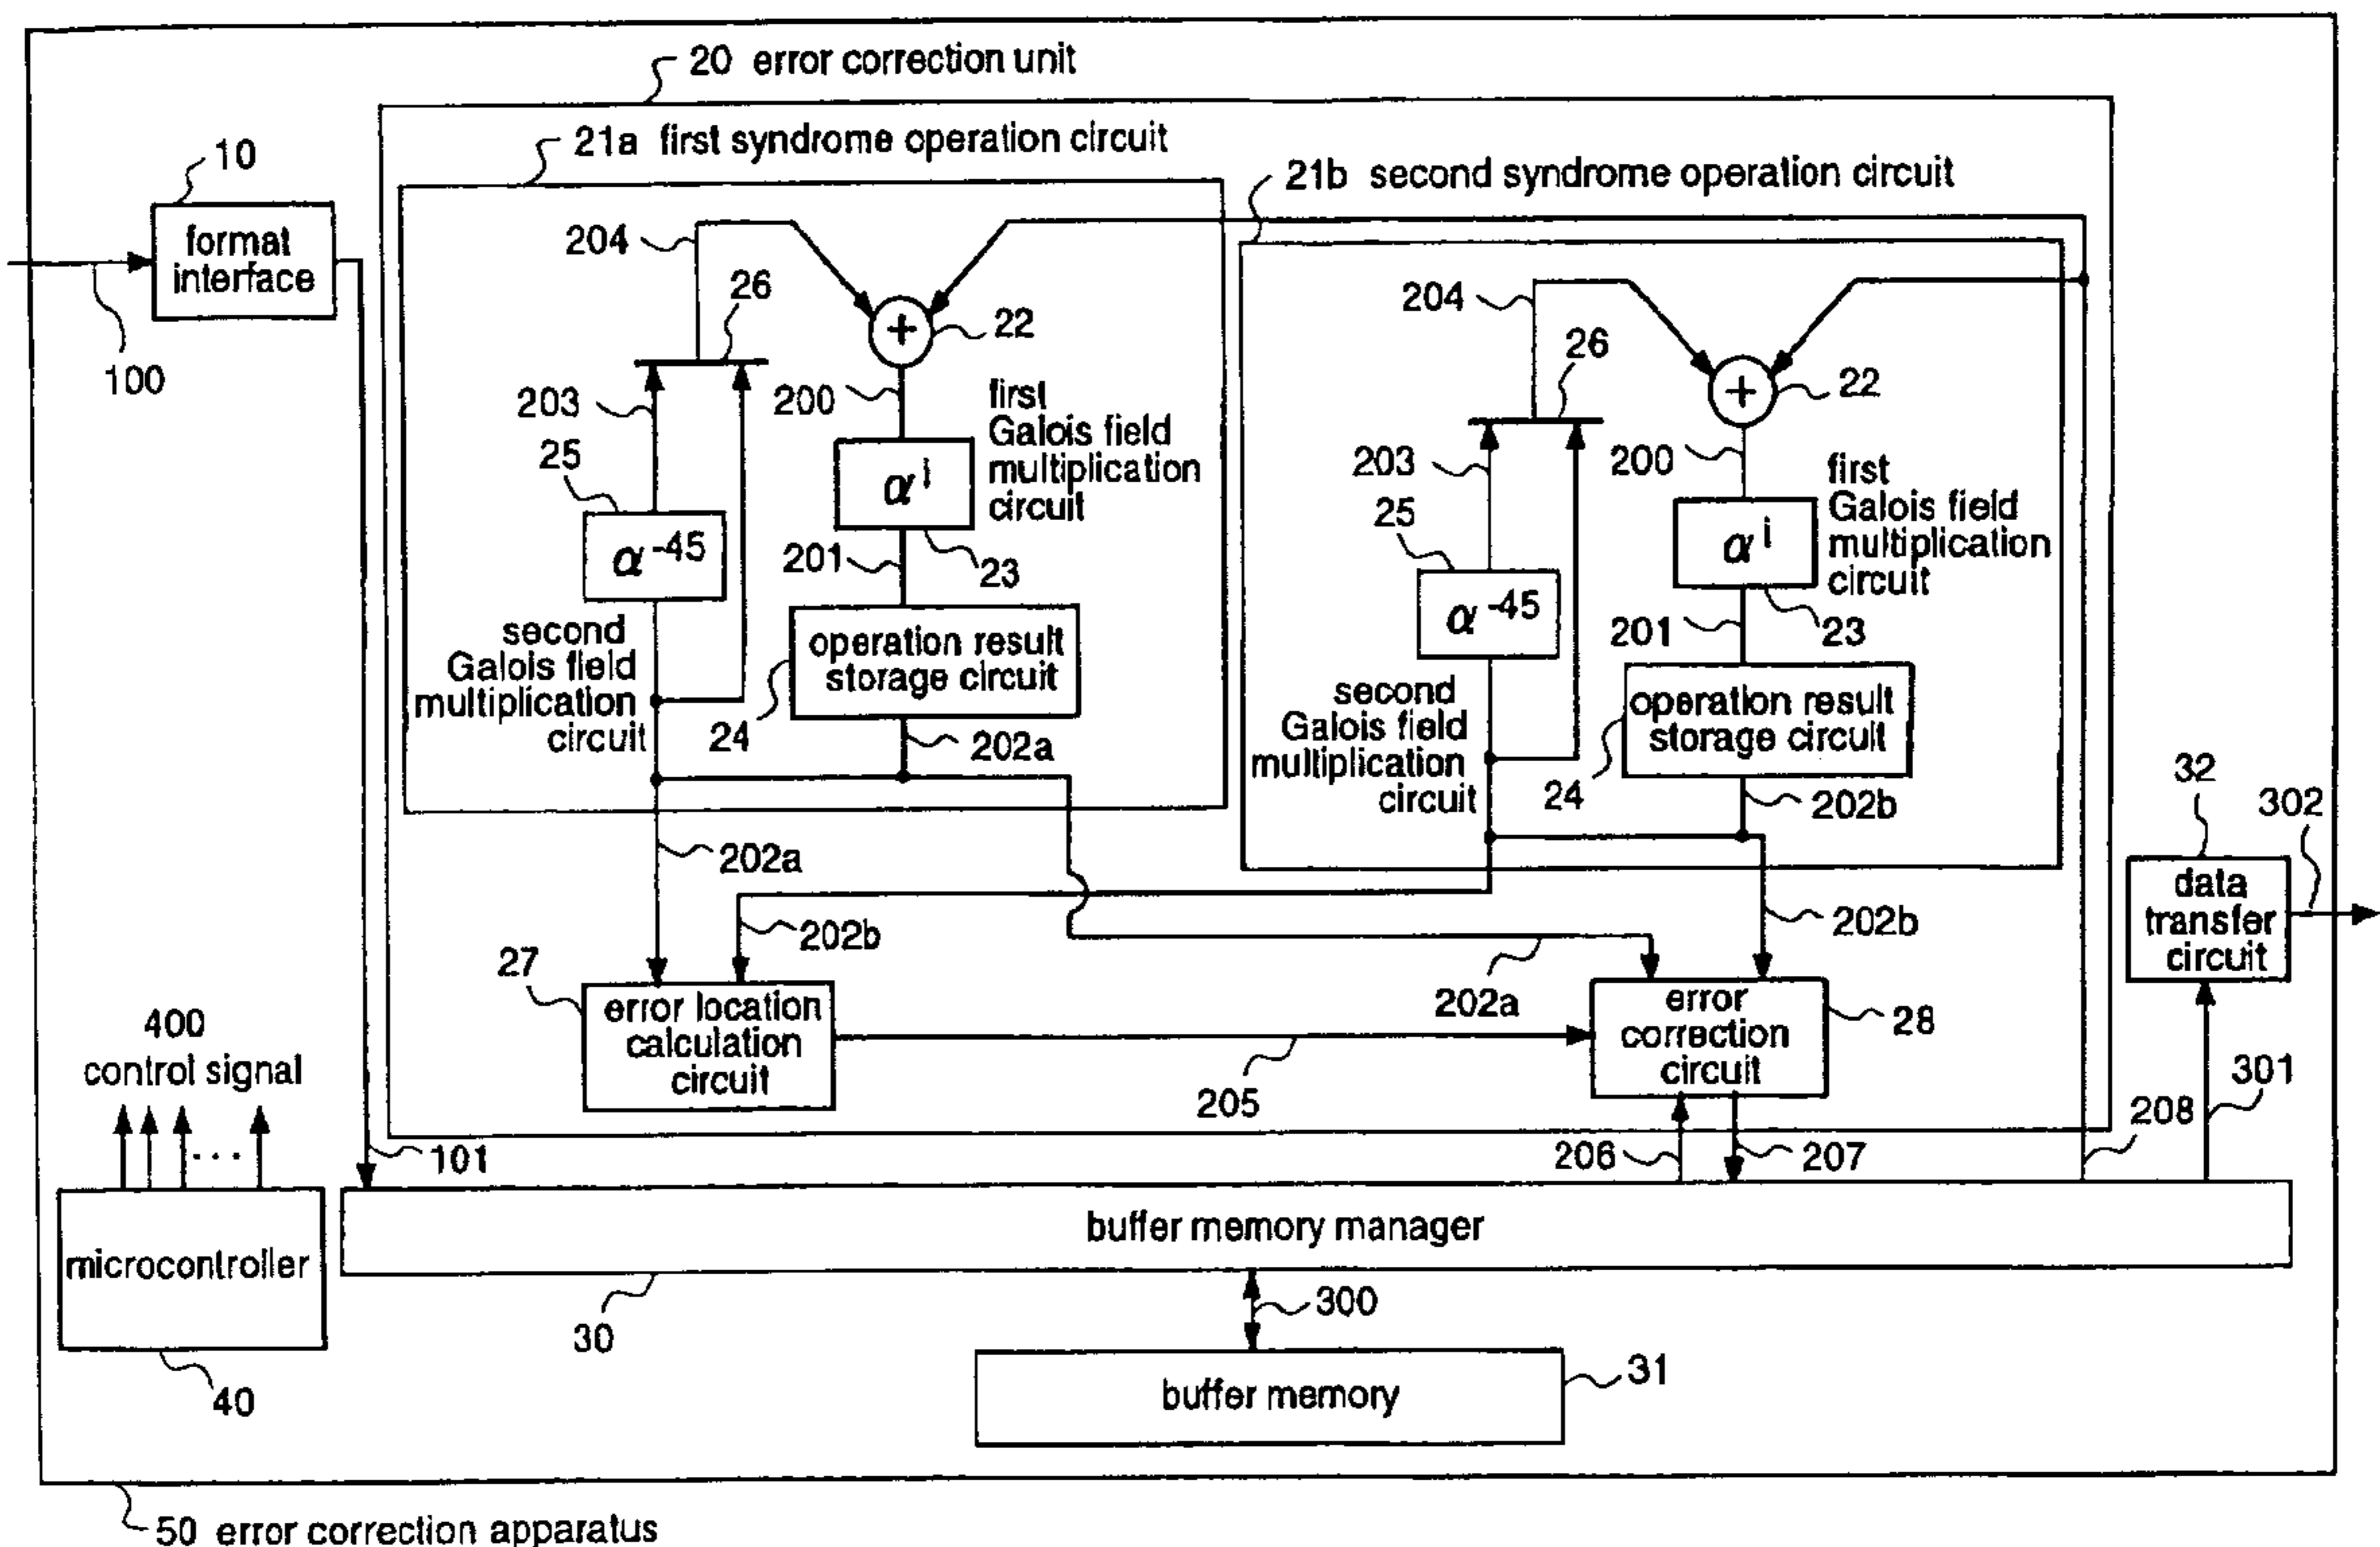 20 error correction unit
21a first syndrome operation circuit
10
format
interface
100
21b second syndrome operation circuit
204
26
22
203
200
first
Galois field
multiplication
circuit
25
α^i
α^-45
201
23
second
Galois field
multiplication
circuit
operation result
storage circuit
24
202a
204
26
22
203
200
first
Galois field
multiplication
circuit
25
α^i
α^-45
201
23
second
Galois field
multiplication
circuit
operation result
storage circuit
24
202b
32
302
data
transfer
circuit
202a
202b
202b
27
error location
calculation
circuit
202a
error
correction
circuit
28
400
control signal
205
301
208
...
101
206
207
microcontroller
buffer memory manager
30
300
40
buffer memory
31
50 error correction apparatus